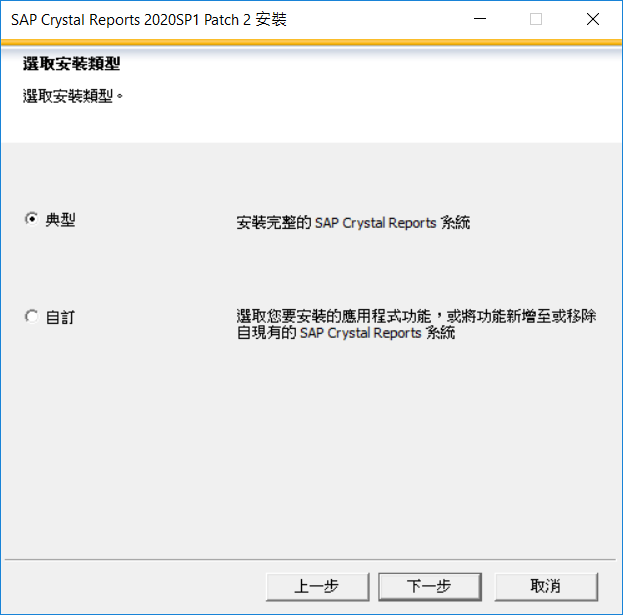 SAP Crystal Reports 2020SP1 Patch 2 安裝
選取安裝類型
選取安裝類型。
典型
安裝完整的 SAP Crystal Reports 系統
自訂
選取您要安裝的應用程式功能，或將功能新增至或移除
自現有的 SAP Crystal Reports 系統
上一步
下一步
取消